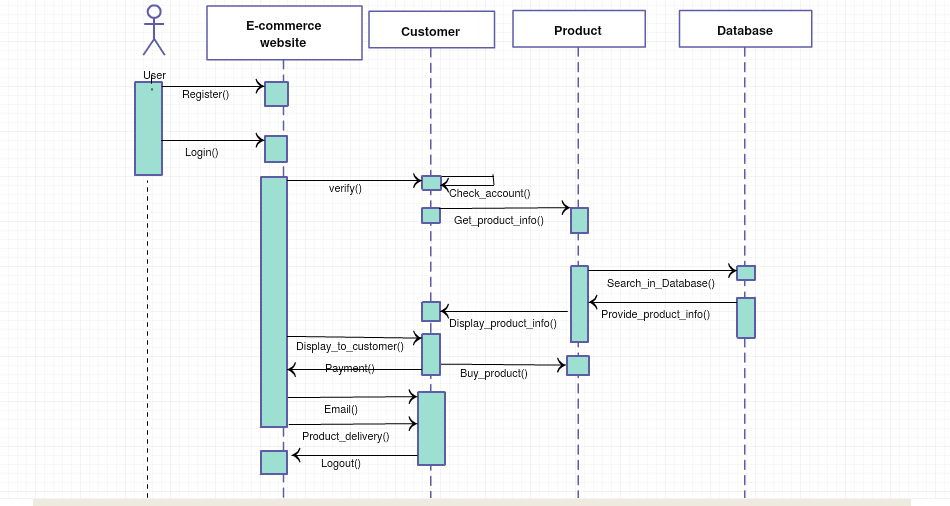 E-commerce
website
Customer
Product
Database
User
Register()
Login()
verify()
Check_account()
Get_product_info()
Search_in_Database()
Provide_product_info()
Display_product_info()
Display_to_customer()
Payment()
Buy_product()
Email()
Product_delivery()
Logout()